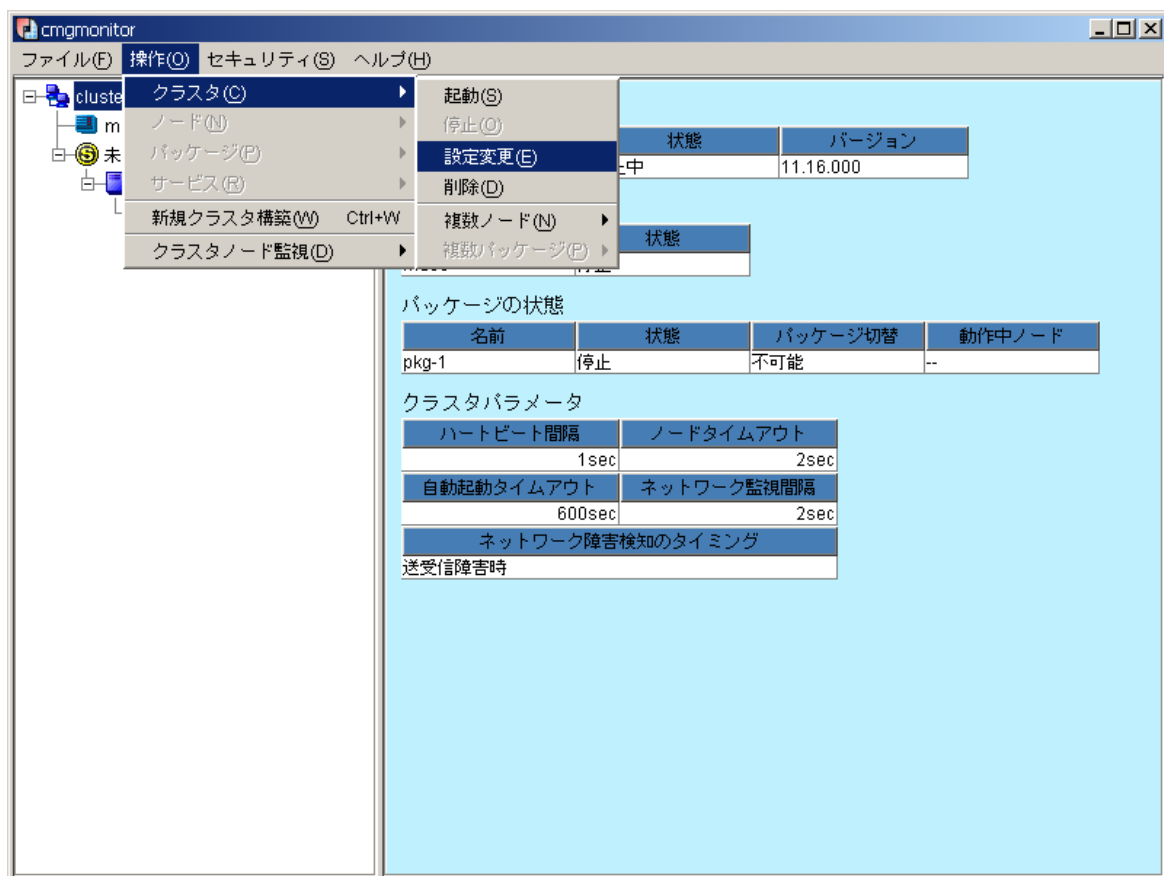 cmgmonitor
ファイル(F) 操作(O) セキュリティ(S) ヘルプ(H)
cluste
m
未
クラスタ(C)
ノード(N)
パッケージ(P)
サービス(R)
新規クラスタ構築(W) Ctrl+W
クラスタノード監視(D)
起動(S)
停止(O)
設定変更(E)
削除(D)
複数ノード(N)
複数パッケージ(P)
状態 バージョン
中 11.16.000
状態
パッケージの状態
名前 状態 パッケージ切替 動作中ノード
pkg-1 停止 不可能 --
クラスタパラメータ
ハートビート間隔 ノードタイムアウト
1sec 2sec
自動起動タイムアウト ネットワーク監視間隔
600sec 2sec
ネットワーク障害検知のタイミング
送受信障害時